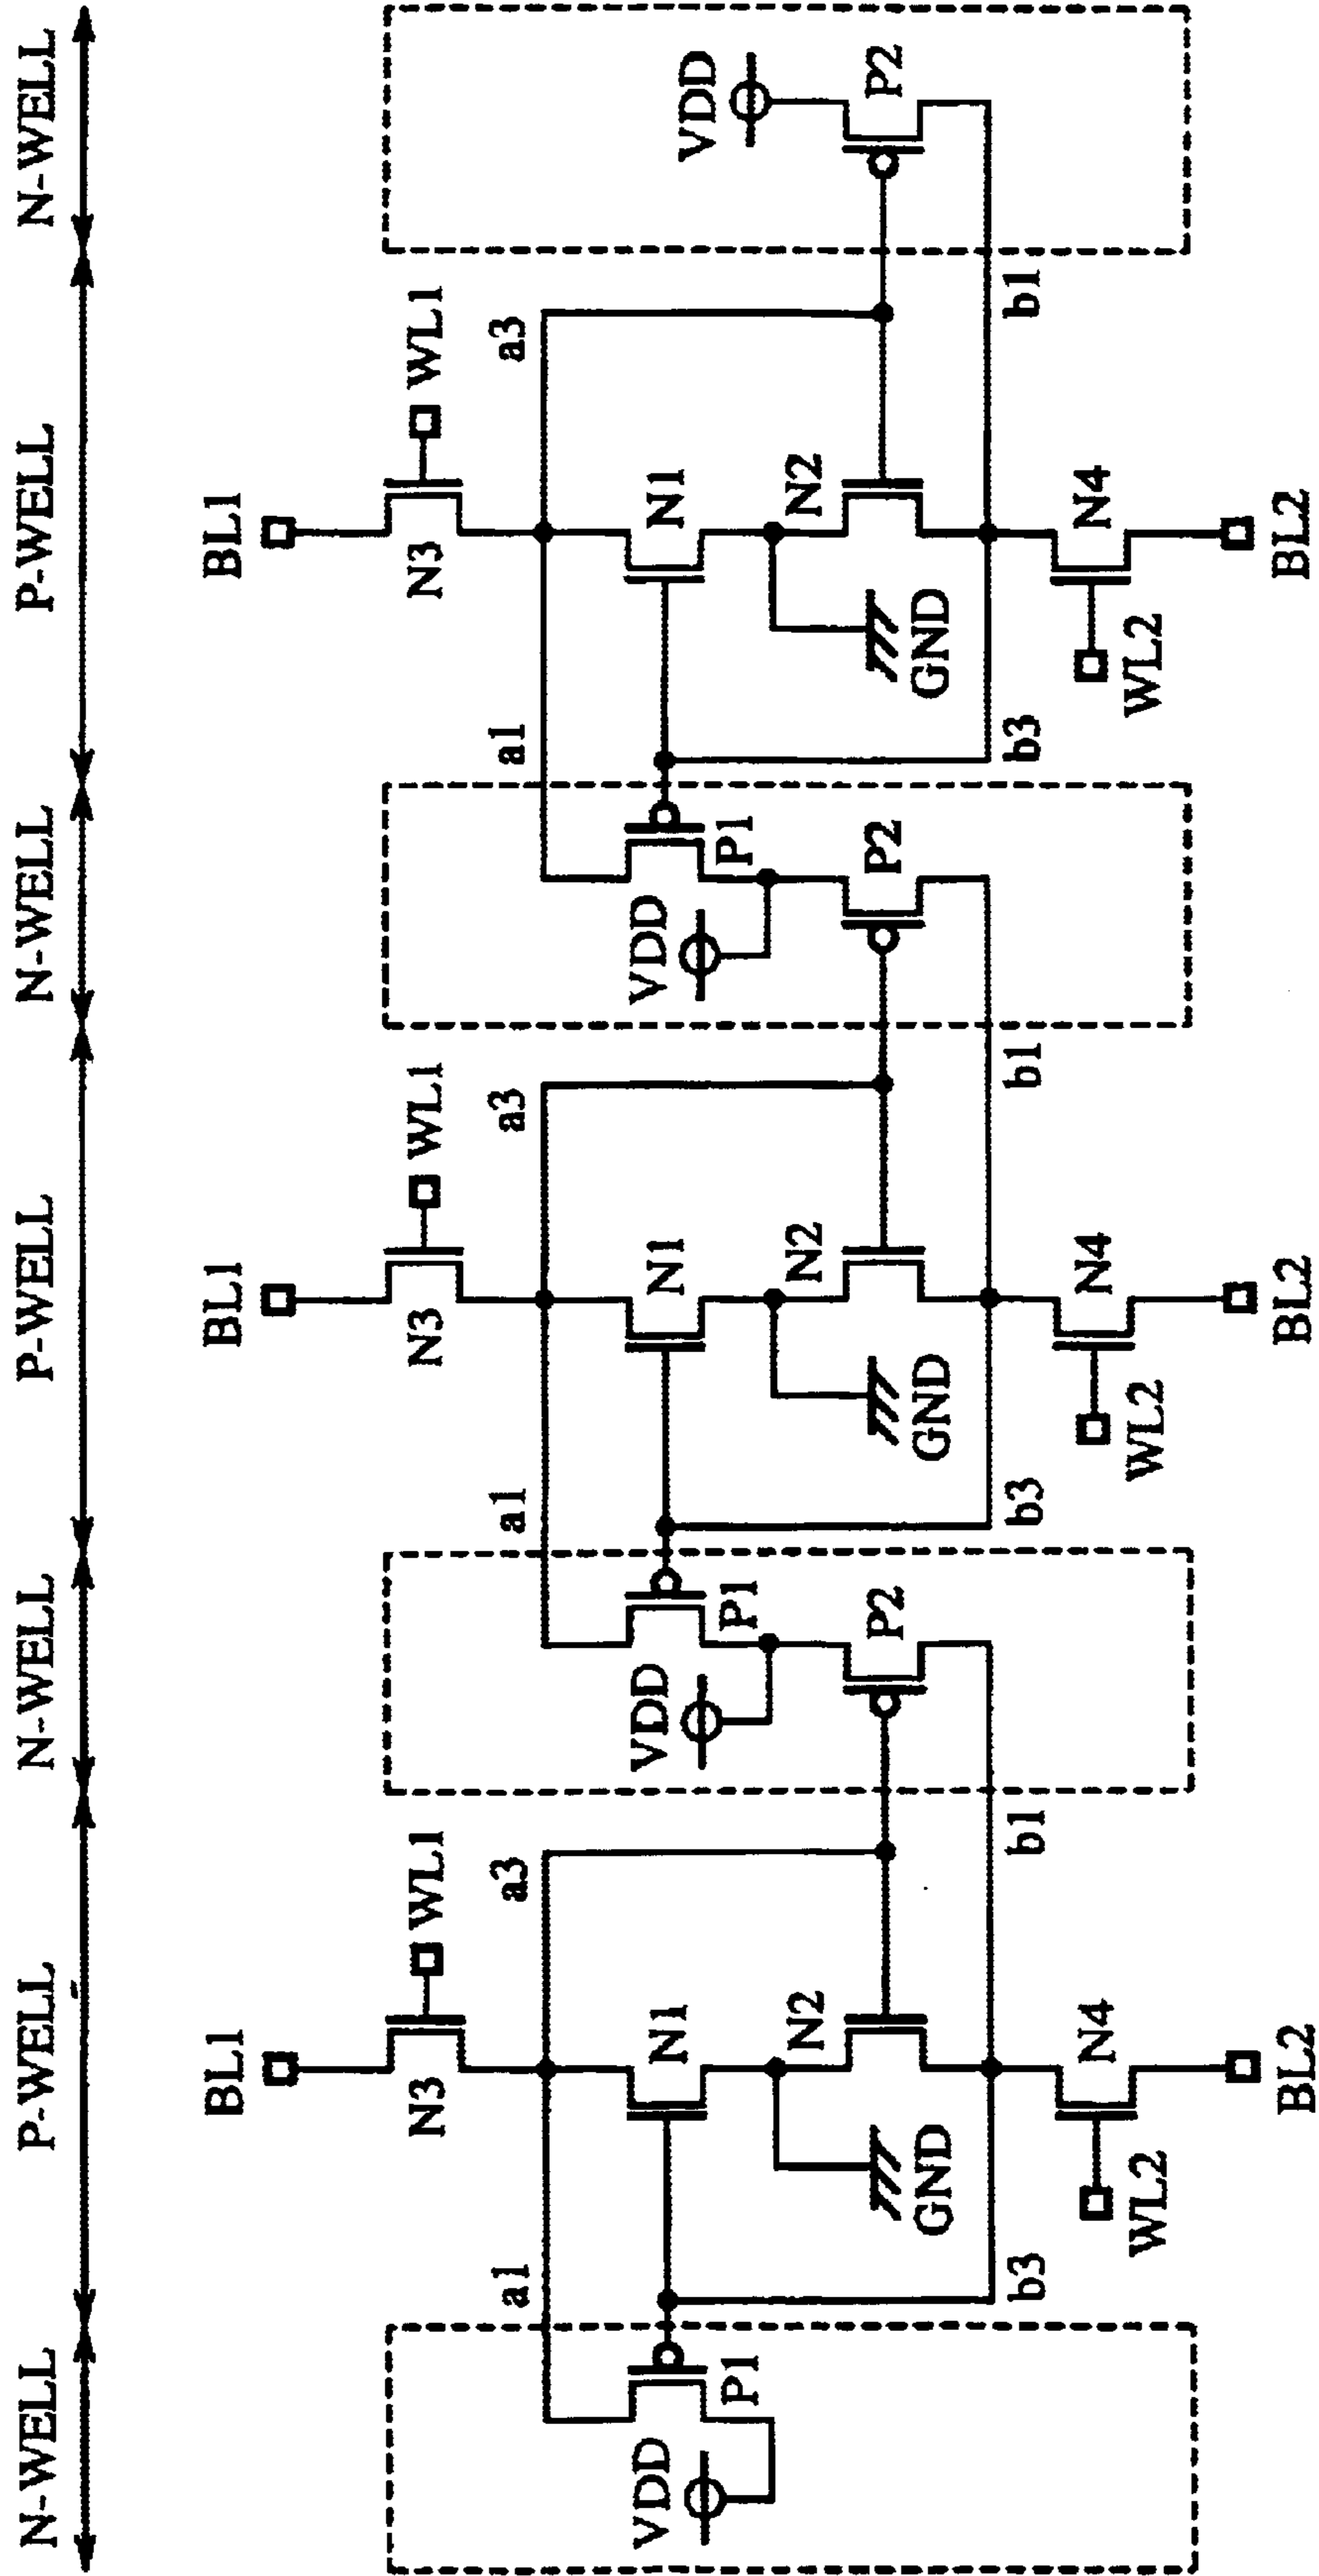 N-WELL
P-WELL
N-WELL
P-WELL
N-WELL
P-WELL
N-WELL
BL1
BL1
BL1
N3
WL1
N3
WL1
N3
WL1
a1
a3
a1
a3
a1
a3
VDD
N1
VDD
N1
VDD
N1
VDD
P1
P1
P1
N2
N2
N2
P2
P2
P2
GND
GND
GND
b3
b1
b3
b1
b3
b1
N4
N4
N4
WL2
WL2
WL2
BL2
BL2
BL2